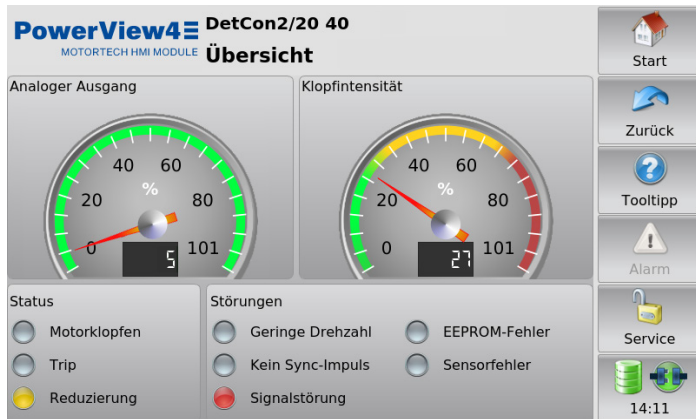 PowerView4
MOTORTECH HMI MODULE
DetCon2/20 40
Übersicht
Analoger Ausgang
0
20
40
60
80
101
%
5
Klopfintensität
0
20
40
60
80
101
%
27
Status
Motorklopfen
Trip
Reduzierung
Störungen
Geringe Drehzahl
Kein Sync-Impuls
Signalstörung
EEPROM-Fehler
Sensorfehler
Start
Zurück
Tooltipp
Alarm
Service
14:11